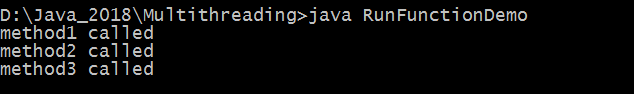 D:\Java_2018\Multithreading>java RunFunctionDemo
method1 called
method2 called
method3 called